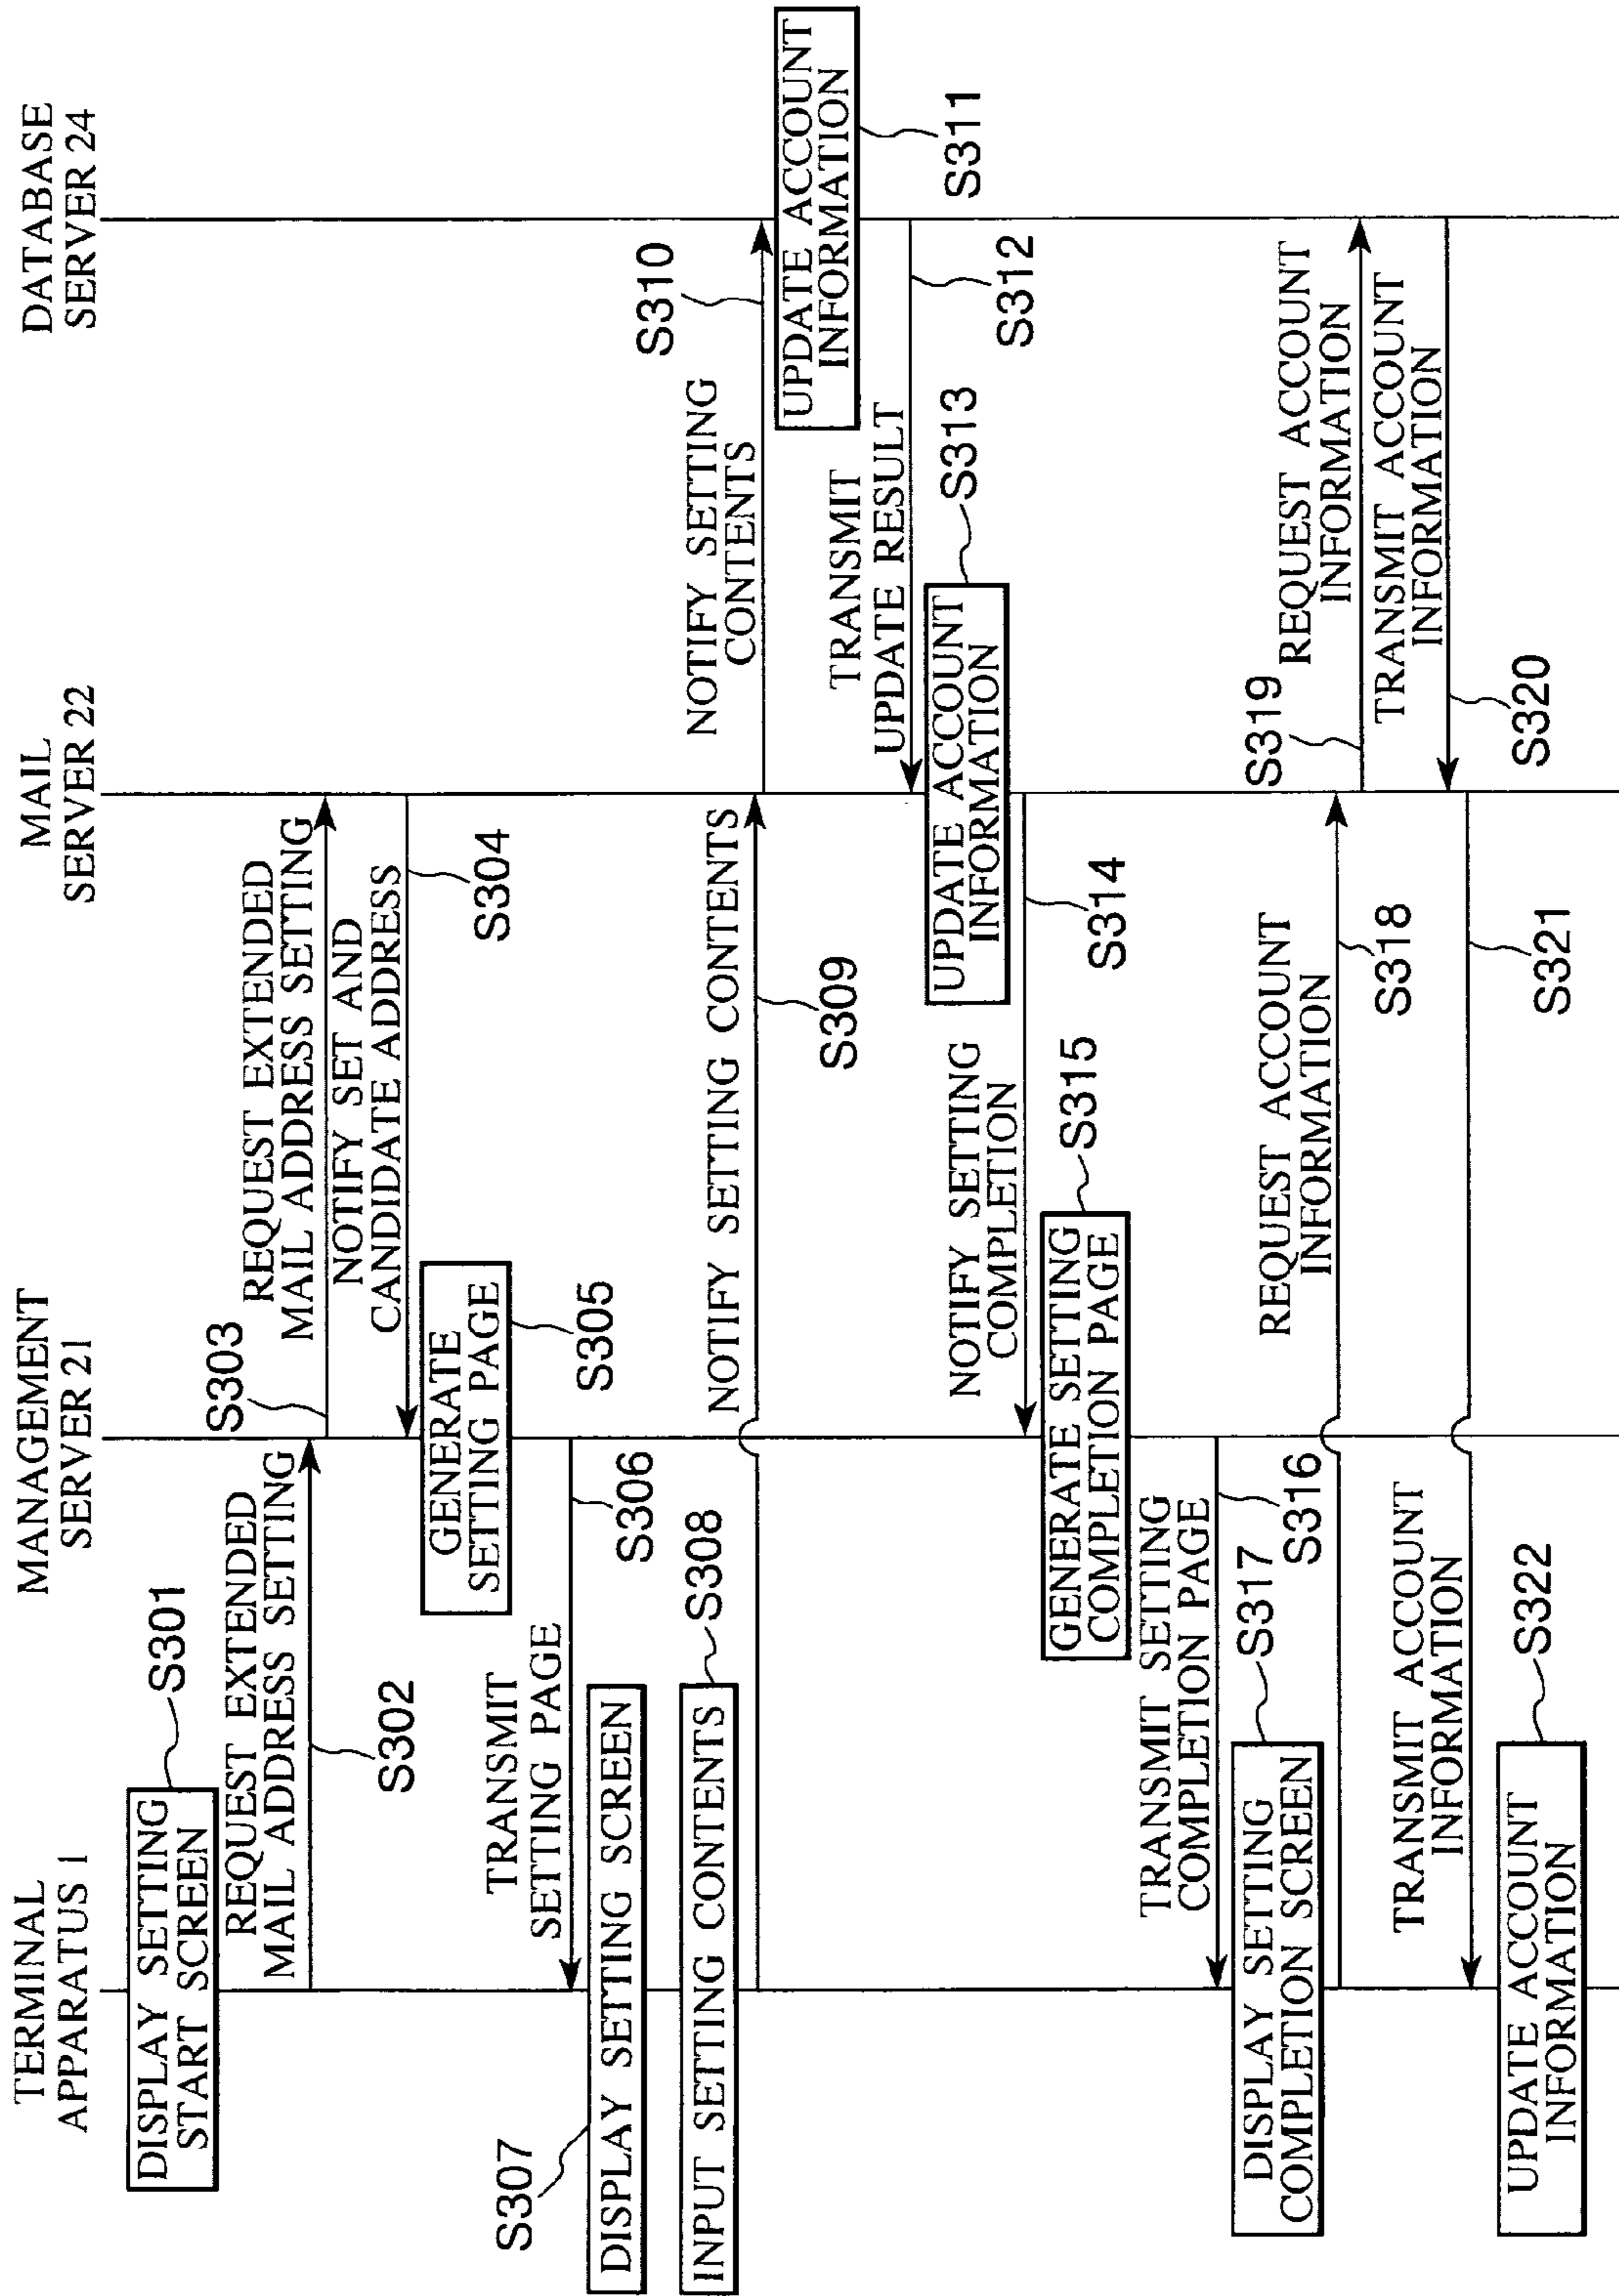 TERMINAL
APPARATUS 1
MANAGEMENT
SERVER 21
MAIL
SERVER 22
DATABASE
SERVER 24
DISPLAY SETTING
START SCREEN
S301
REQUEST EXTENDED
MAIL ADDRESS SETTING
S302
S303
REQUEST EXTENDED
MAIL ADDRESS SETTING
NOTIFY SET AND
CANDIDATE ADDRESS
S304
GENERATE
SETTING PAGE
S305
TRANSMIT
SETTING PAGE
S306
S307
DISPLAY SETTING SCREEN
INPUT SETTING CONTENTS
S308
NOTIFY SETTING CONTENTS
S309
NOTIFY SETTING
CONTENTS
S310
UPDATE ACCOUNT
INFORMATION
S311
TRANSMIT
UPDATE RESULT
S312
UPDATE ACCOUNT
INFORMATION
S313
NOTIFY SETTING
COMPLETION
S314
GENERATE SETTING
COMPLETION PAGE
S315
TRANSMIT SETTING
COMPLETION PAGE
S316
DISPLAY SETTING
COMPLETION SCREEN
S317
REQUEST ACCOUNT
INFORMATION
S318
S319
REQUEST ACCOUNT
INFORMATION
TRANSMIT ACCOUNT
INFORMATION
S320
TRANSMIT ACCOUNT
INFORMATION
S321
UPDATE ACCOUNT
INFORMATION
S322